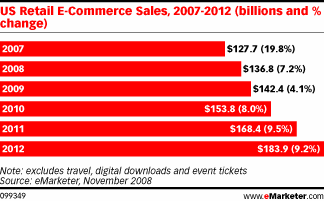 US Retail E-Commerce Sales, 2007-2012 (billions and %
change)
2007 $127.7 (19.8%)
2008 $136.8 (7.2%)
2009 $142.4 (4.1%)
2010 $153.8 (8.0%)
2011 $168.4 (9.5%)
2012 $183.9 (9.2%)
Note: excludes travel, digital downloads and event tickets
Source: eMarketer, November 2008
099349 www.eMarketer.com